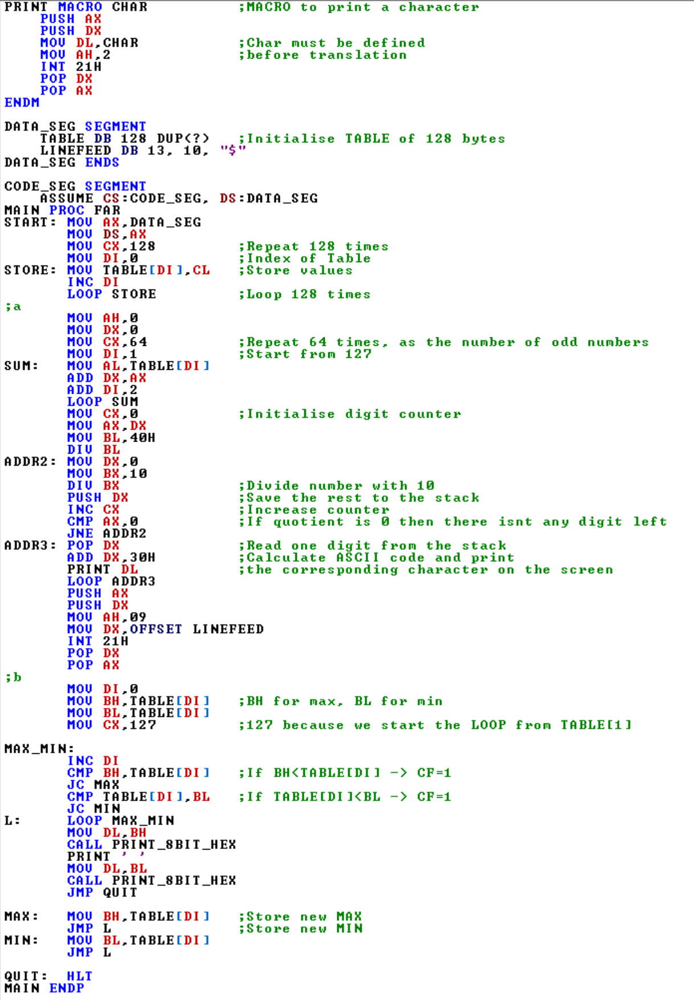 PRINT MACRO CHAR ;MACRO to print a character
PUSH AX
PUSH DX
MOV DL,CHAR ;Char must be defined
MOV AH,2 ;before translation
INT 21H
POP DX
POP AX
ENDM
DATA_SEG SEGMENT
TABLE DB 128 DUP(?) ;Initialise TABLE of 128 bytes
LINEFEED DB 13, 10, "$"
DATA_SEG ENDS
CODE_SEG SEGMENT
ASSUME CS:CODE_SEG, DS:DATA_SEG
MAIN PROC FAR
START: MOV AX,DATA_SEG
MOV DS,AX
MOV CX,128 ;Repeat 128 times
MOV DI,0 ;Index of Table
STORE: MOV TABLE[DI],CL ;Store values
INC DI
LOOP STORE ;Loop 128 times
;a
MOV AH,0
MOV DX,0
MOV CX,64 ;Repeat 64 times, as the number of odd numbers
MOV DI,1 ;Start from 127
SUM: MOV AL,TABLE[DI]
ADD DX,AX
ADD DI,2
LOOP SUM
MOV CX,0 ;Initialise digit counter
MOV AX,DX
MOV BL,40H
DIV BL
ADDR2: MOV DX,0
MOV BX,10
DIV BX ;Divide number with 10
PUSH DX ;Save the rest to the stack
INC CX ;Increase counter
CMP AX,0 ;If quotient is 0 then there isnt any digit left
JNE ADDR2
ADDR3: POP DX ;Read one digit from the stack
ADD DX,30H ;Calculate ASCII code and print
PRINT DL ;the corresponding character on the screen
LOOP ADDR3
PUSH AX
PUSH DX
MOV AH,09
MOV DX,OFFSET LINEFEED
INT 21H
POP DX
POP AX
;b
MOV DI,0
MOV BH,TABLE[DI] ;BH for max, BL for min
MOV BL,TABLE[DI]
MOV CX,127 ;127 because we start the LOOP from TABLE[1]
MAX_MIN:
INC DI
CMP BH,TABLE[DI] ;If BH<TABLE[DI] -> CF=1
JC MAX
CMP TABLE[DI],BL ;If TABLE[DI]<BL -> CF=1
JC MIN
L: LOOP MAX_MIN
MOV DL,BH
CALL PRINT_8BIT_HEX
PRINT ' '
MOV DL,BL
CALL PRINT_8BIT_HEX
JMP QUIT
MAX: MOV BH,TABLE[DI] ;Store new MAX
JMP L ;Store new MIN
MIN: MOV BL,TABLE[DI]
JMP L
QUIT: HLT
MAIN ENDP